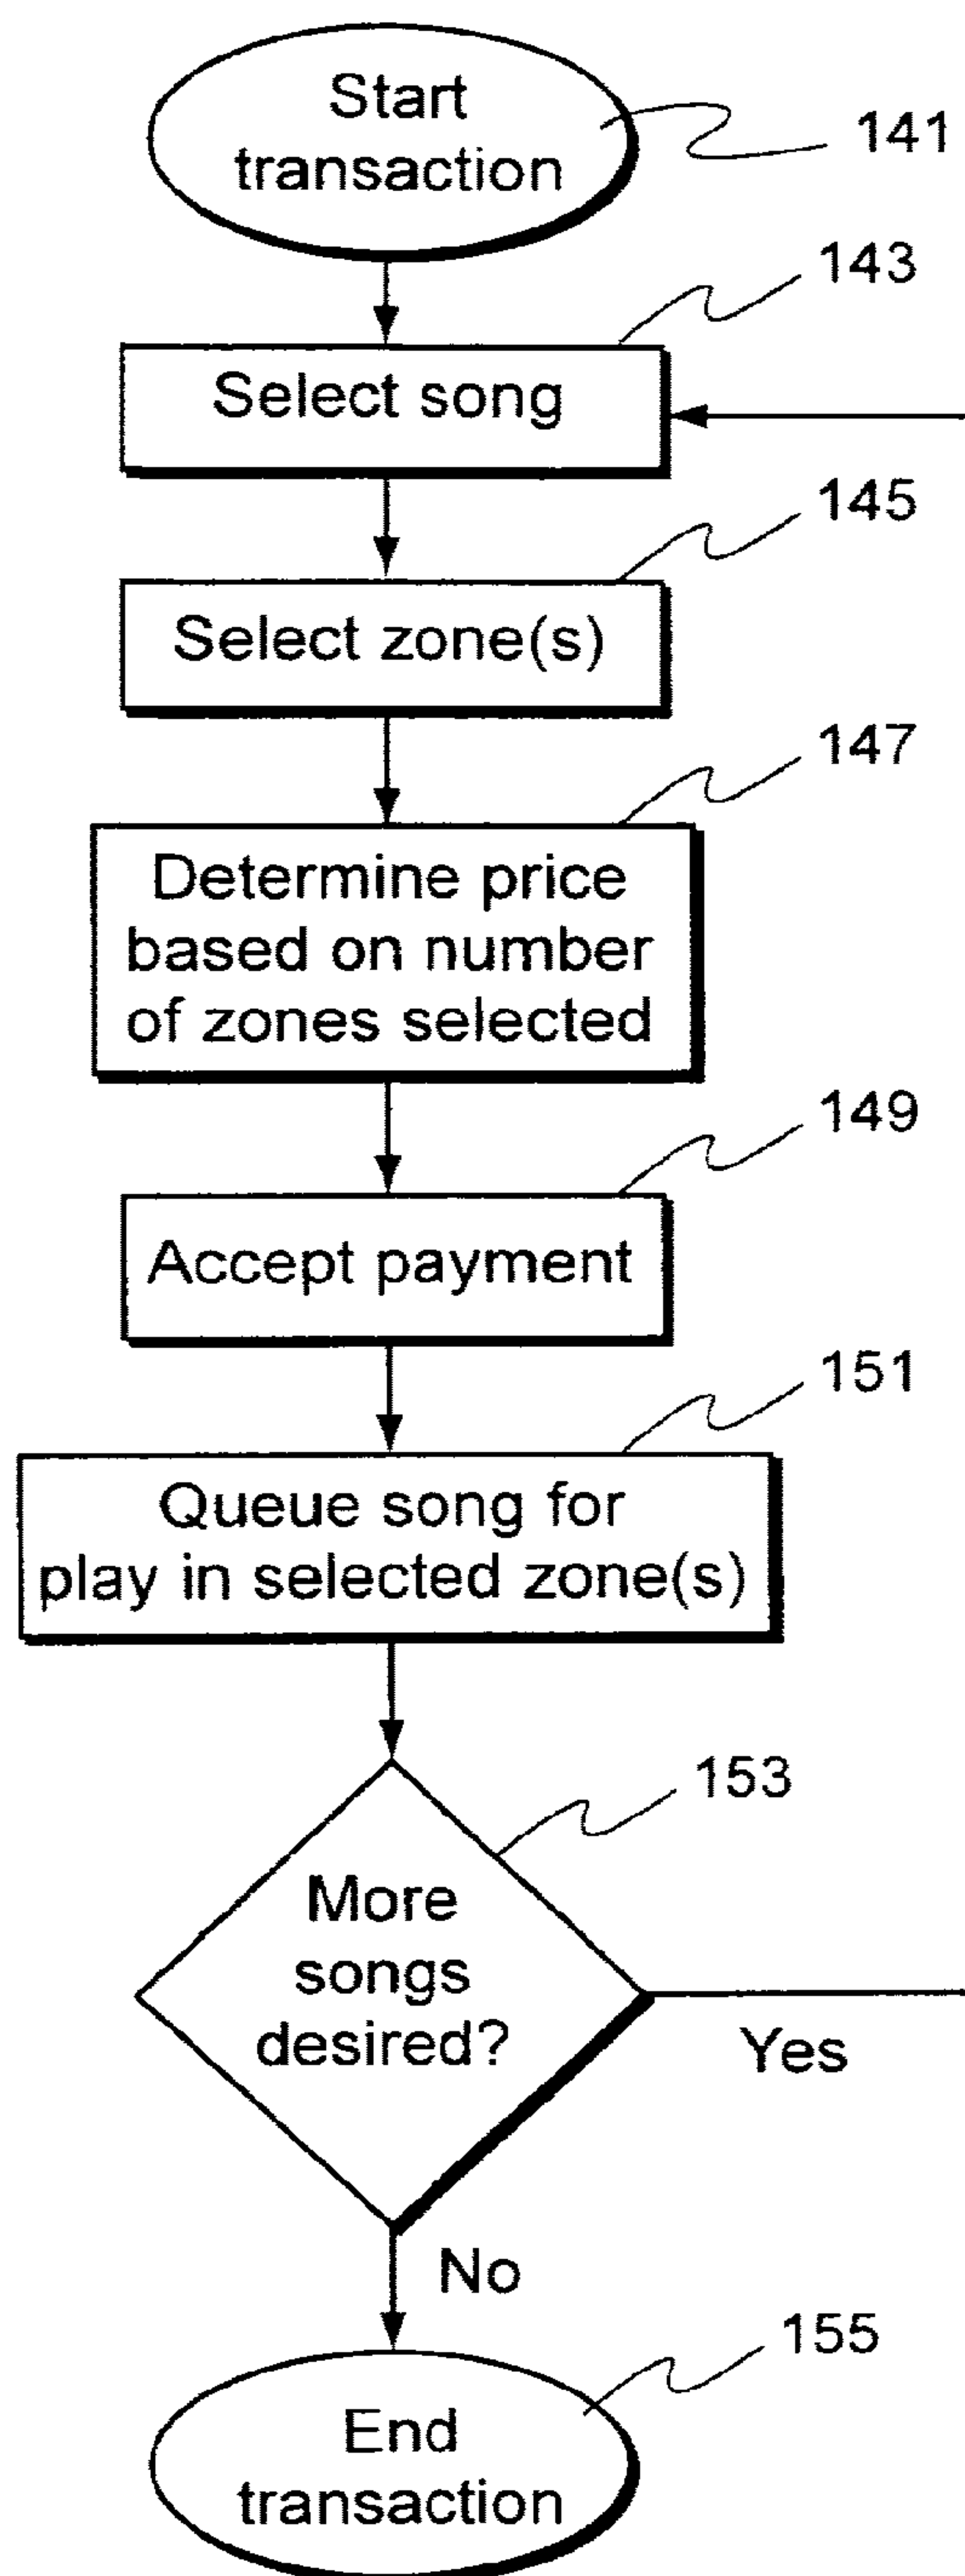 Start
transaction
141
143
Select song
145
Select zone(s)
147
Determine price
based on number
of zones selected
149
Accept payment
151
Queue song for
play in selected zone(s)
153
More
songs
desired?
Yes
No
155
End
transaction